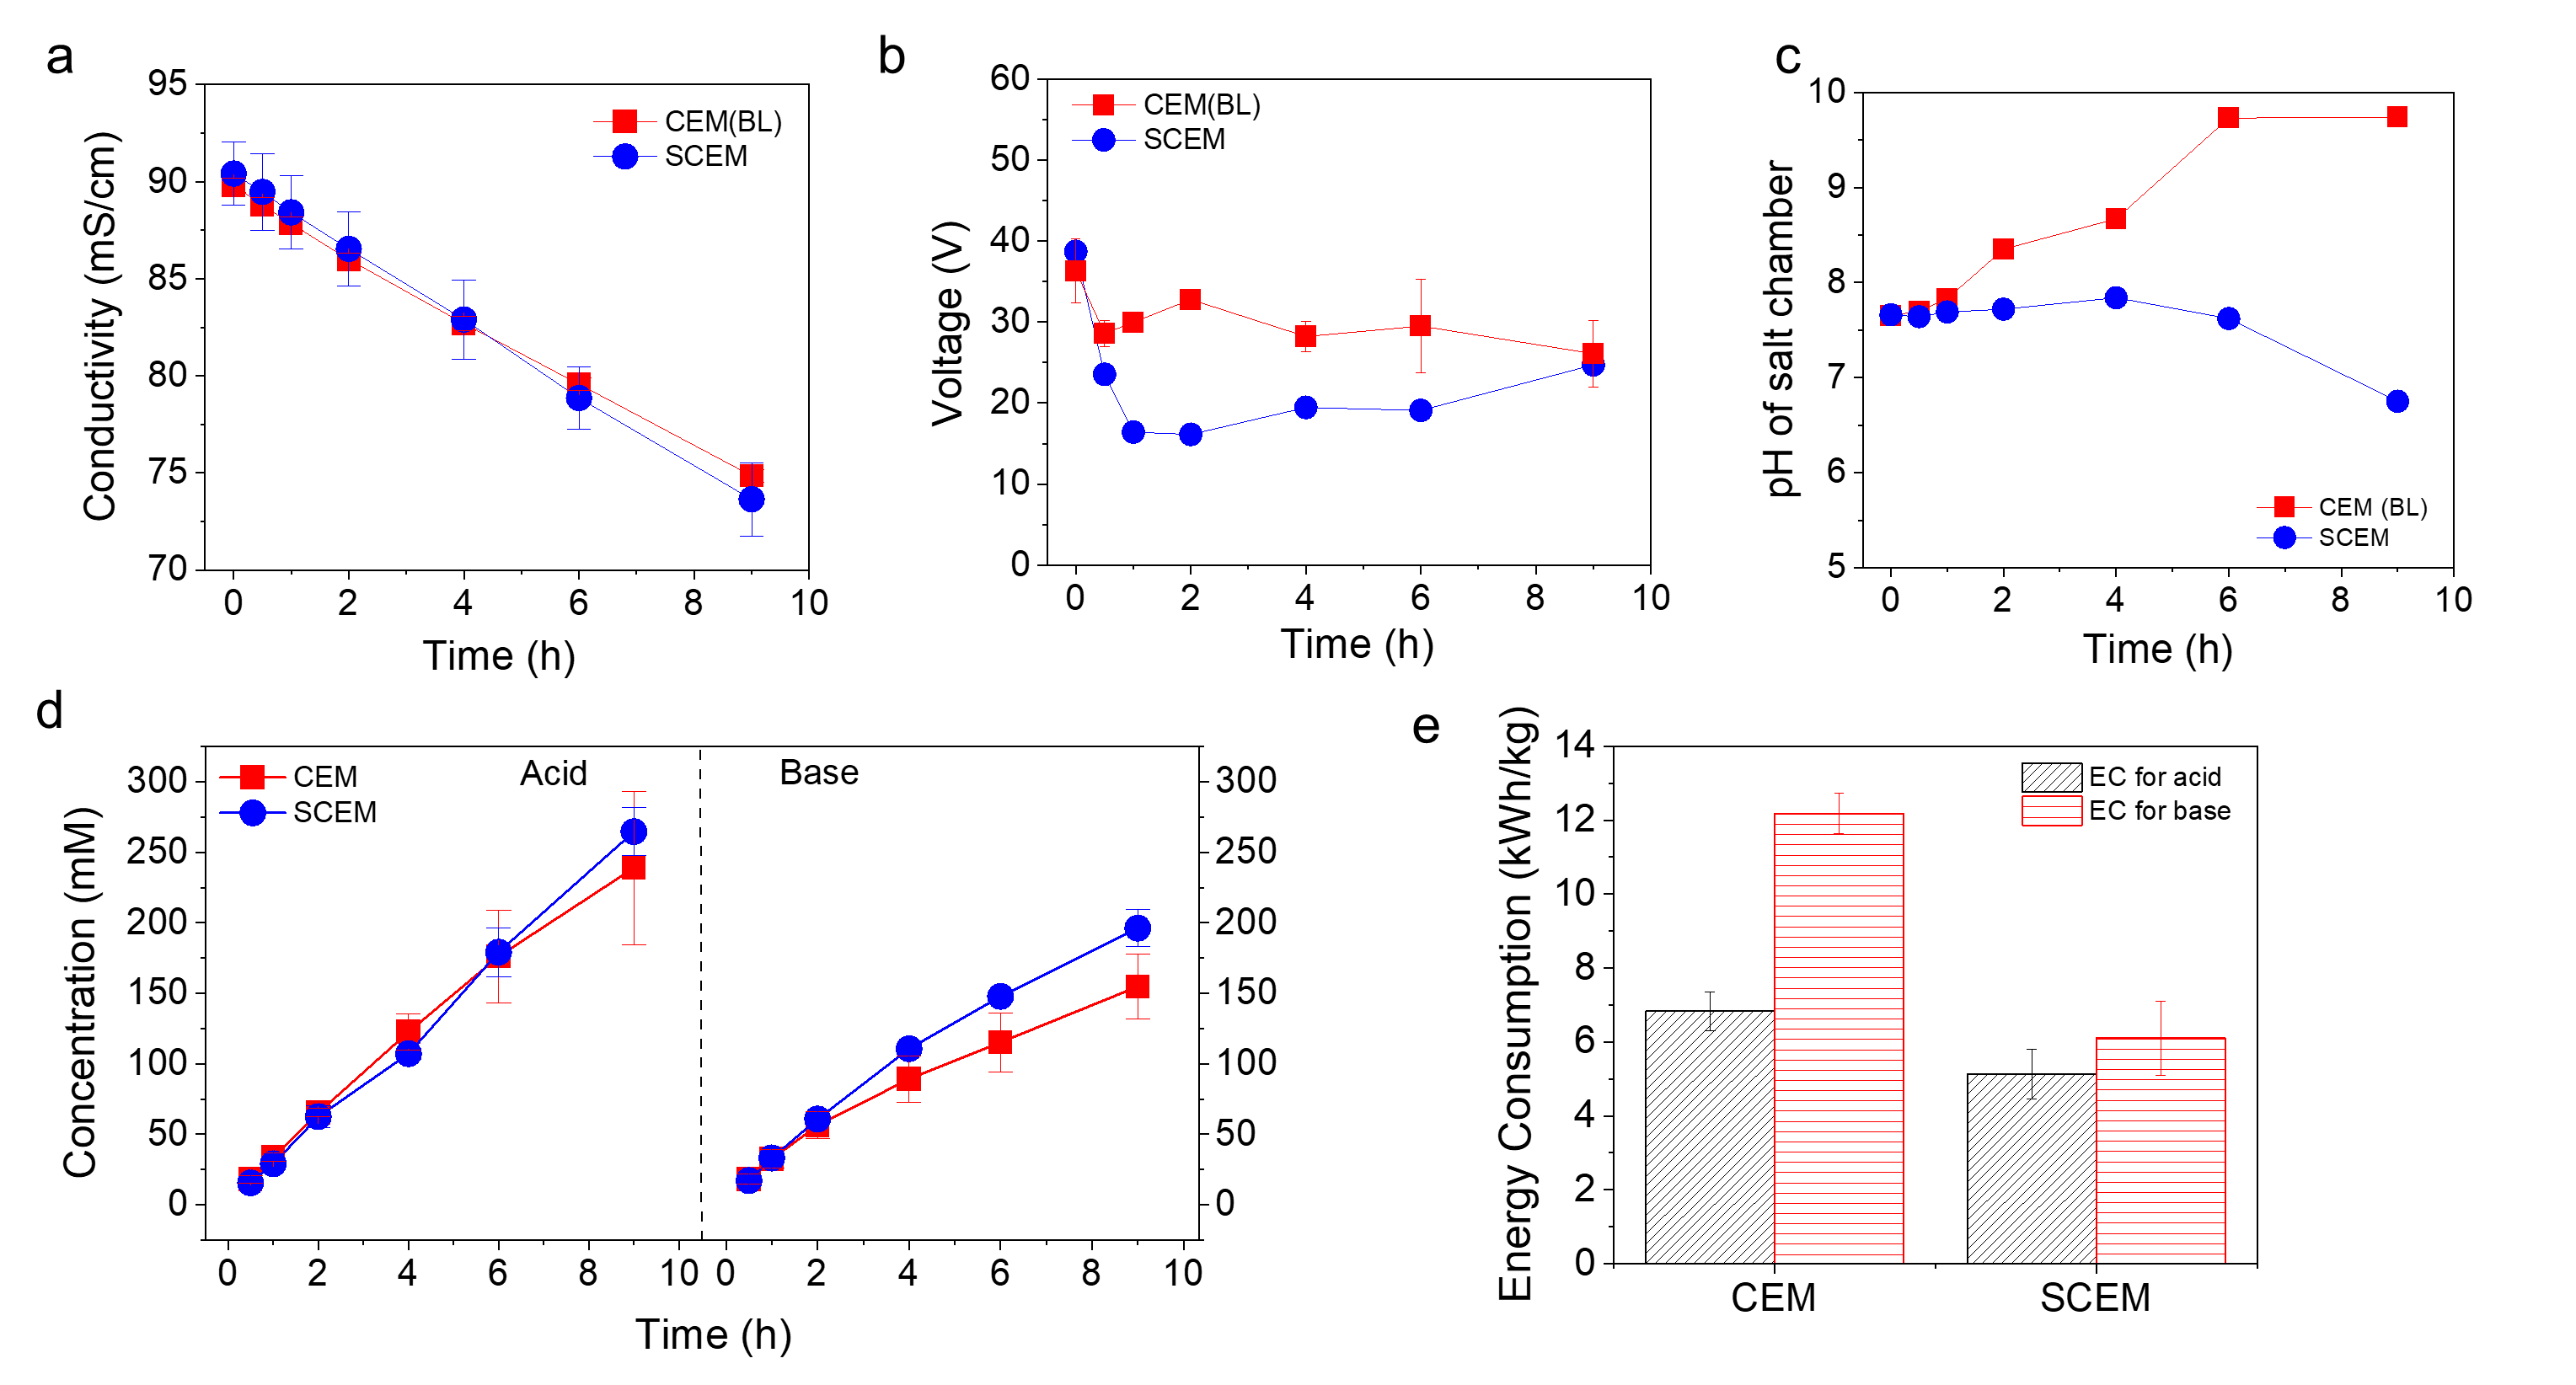 a
95
90
85
80
75
70
0 2 4 6 8 10
Conductivity (mS/cm)
Time (h)
CEM(BL)
SCEM
b
60
50
40
30
20
10
0
0 2 4 6 8 10
Voltage (V)
Time (h)
CEM(BL)
SCEM
c
10
9
8
7
6
5
0 2 4 6 8 10
pH of salt chamber
Time (h)
CEM (BL)
SCEM
d
300
250
200
150
100
50
0
CEM
SCEM
Acid
Base
300
250
200
150
100
50
0
0 2 4 6 8 10 0 2 4 6 8 10
Concentration (mM)
Time (h)
e
14
12
10
8
6
4
2
0
Energy Consumption (kWh/kg)
EC for acid
EC for base
CEM SCEM